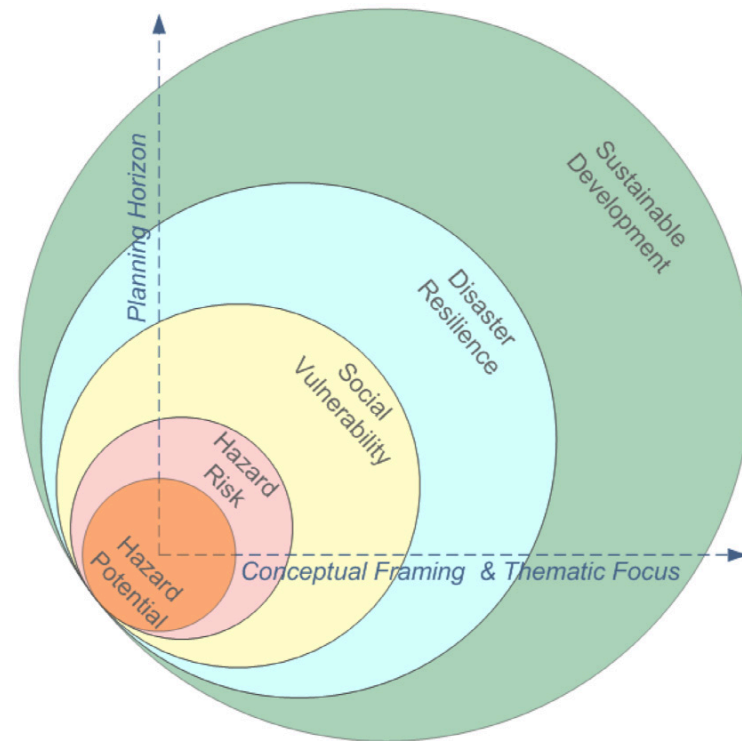 Planning Horizon
Sustainable
Development
Disaster
Resilience
Social
Vulnerability
Hazard
Risk
Hazard
Potential
Conceptual Framing & Thematic Focus